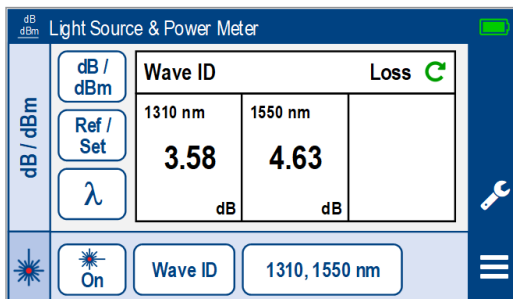 dB
dBm
Light Source & Power Meter
dB / dBm
dB /
dBm
Ref /
Set
λ
Wave ID
Loss
1310 nm
1550 nm
3.58
4.63
dB
dB
On
Wave ID
1310, 1550 nm